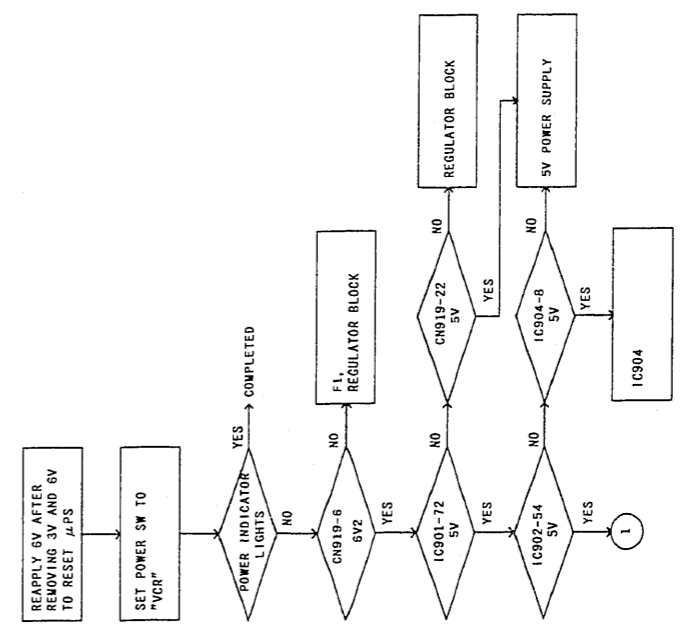 REAPPLY 6V AFTER
REMOVING 3V AND 6V
TO RESET μPS
SET POWER SW TO
"VCR"
POWER INDICATOR
LIGHTS
YES
COMPLETED
NO
CN919-6
6V2
NO
F1,
REGULATOR BLOCK
YES
IC901-72
5V
NO
CN919-22
5V
NO
REGULATOR BLOCK
YES
YES
IC902-54
5V
NO
IC904-8
5V
NO
5V POWER SUPPLY
YES
IC904
YES
1